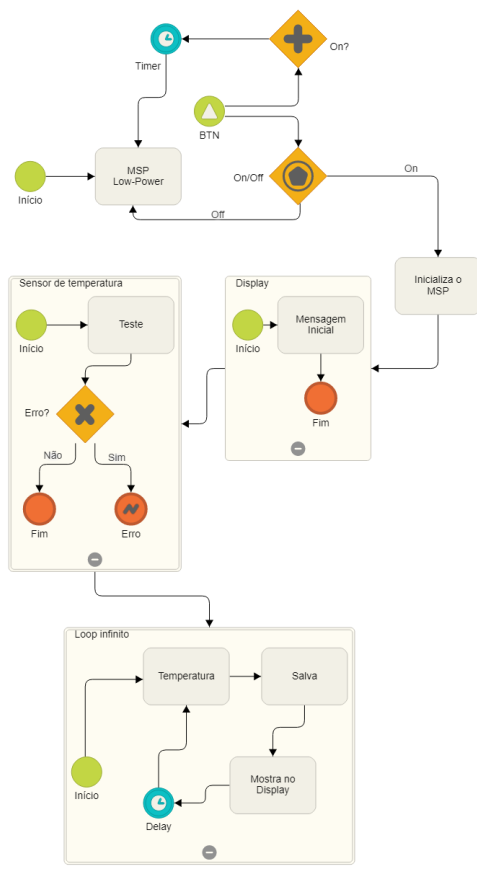 On?
Timer
BTN
MSP
Low-Power
Início
On/Off
On
Off
Inicializa o
MSP
Sensor de temperatura
Início
Teste
Erro?
Não
Sim
Fim
Erro
Display
Início
Mensagem
Inicial
Fim
Loop infinito
Temperatura
Salva
Início
Mostra no
Display
Delay